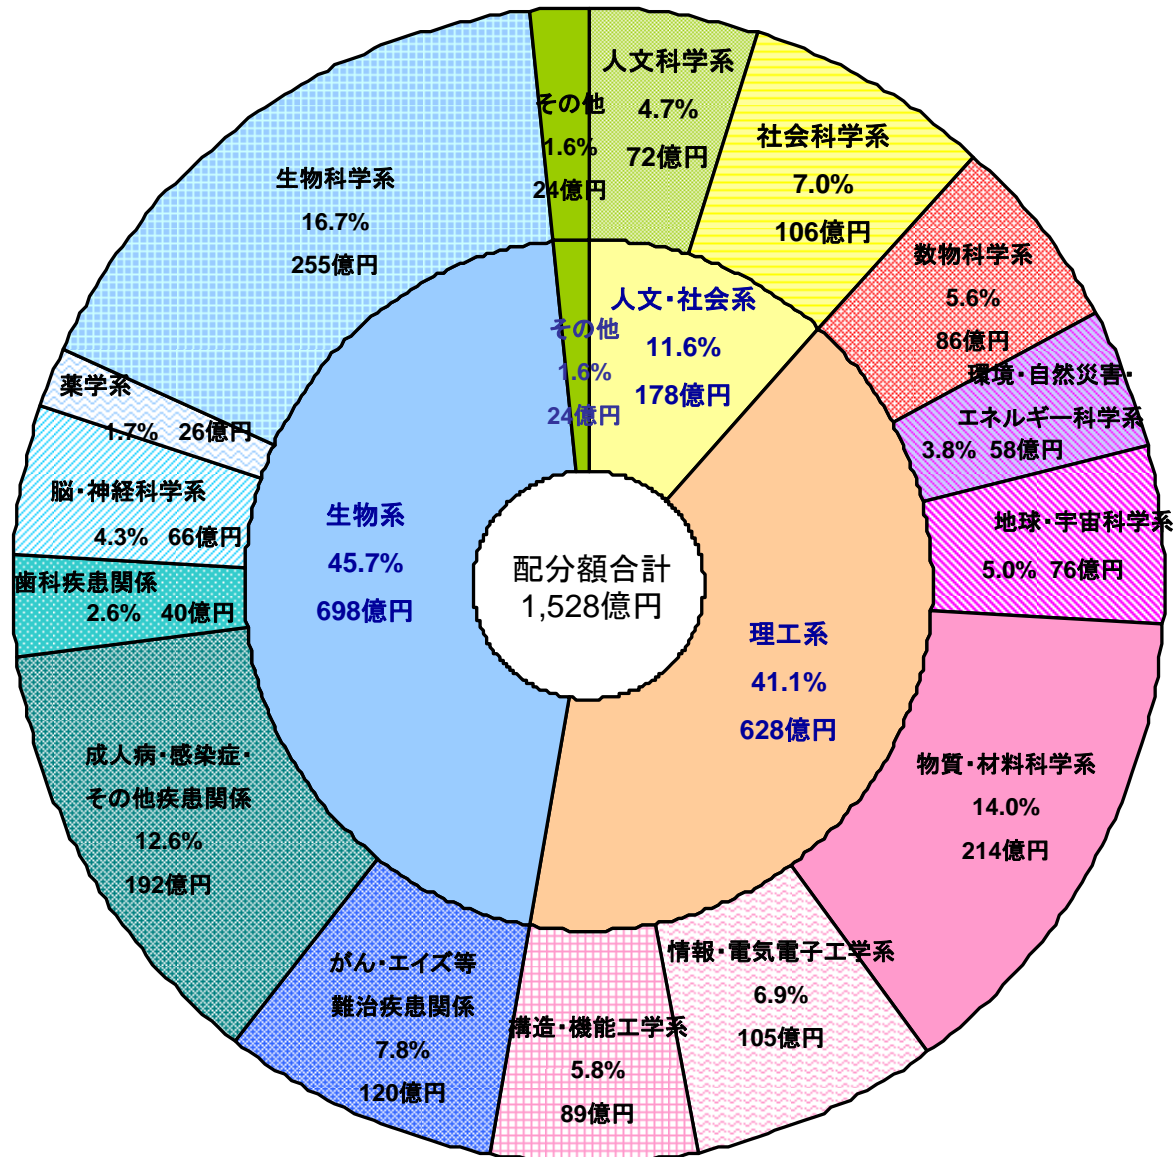 人文科学系
4.7%
72億円
社会科学系
7.0%
106億円
数物科学系
5.6%
86億円
環境・自然災害・
エネルギー科学系
3.8% 58億円
地球・宇宙科学系
5.0% 76億円
物質・材料科学系
14.0%
214億円
情報・電気電子工学系
6.9%
105億円
構造・機能工学系
5.8%
89億円
がん・エイズ等
難治疾患関係
7.8%
120億円
成人病・感染症・
その他疾患関係
12.6%
192億円
歯科疾患関係
2.6% 40億円
脳・神経科学系
4.3% 66億円
薬学系
1.7% 26億円
生物科学系
16.7%
255億円
その他
1.6%
24億円
人文・社会系
11.6%
178億円
理工系
41.1%
628億円
生物系
45.7%
698億円
その他
1.6%
24億円
配分額合計
1,528億円